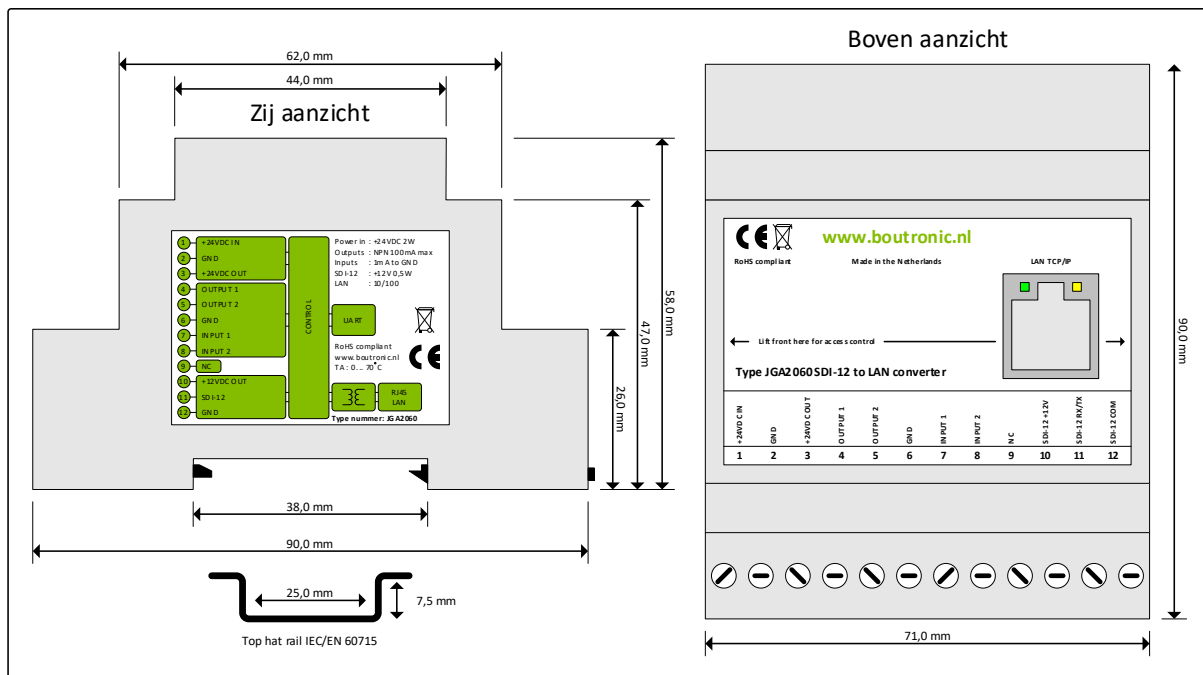 62,0 mm
44,0 mm
Zij aanzicht
1 +24VDC IN
2 GND
3 +24VDC OUT
4 OUTPUT 1
5 OUTPUT 2
6 GND
7 INPUT 1
8 INPUT 2
9 NC
10 +12VDC OUT
11 SDI-12
12 GND
CONTROL
Power in : +24VDC 2W
Outputs : NPN 100mA max
Inputs : 1mA to GND
SDI-12 : +12V 0,5W
LAN : 10/100
UART
RoHS compliant
www.boutronic.nl
TA : 0... 70°C
CE
RJ45
LAN
Type nummer: JGA2060
58,0 mm
47,0 mm
26,0 mm
38,0 mm
90,0 mm
25,0 mm
7,5 mm
Top hat rail IEC/EN 60715
Boven aanzicht
CE
www.boutronic.nl
RoHS compliant
Made in the Netherlands
LAN TCP/IP
Lift front here for acces control
Type JGA2060 SDI-12 to LAN converter
+24VDC IN
GND
+24VDC OUT
OUTPUT 1
OUTPUT 2
GND
INPUT 1
INPUT 2
NC
SDI-12 +12V
SDI-12 RX/TX
SDI-12 COM
1 2 3 4 5 6 7 8 9 10 11 12
90,0 mm
71,0 mm